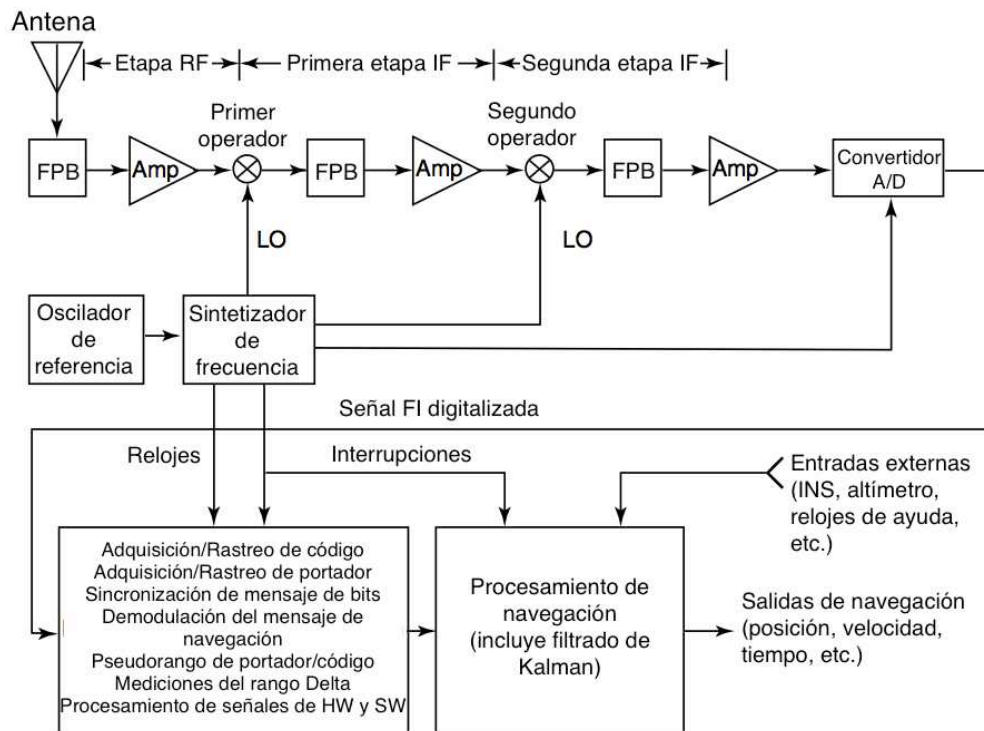 Antena
Etapa RF
Primera etapa IF
Segunda etapa IF
Primer
operador
Segundo
operador
FPB
Amp
FPB
Amp
FPB
Amp
Convertidor
A/D
LO
LO
Oscilador
de
referencia
Sintetizador
de
frecuencia
Señal FI digitalizada
Relojes
Interrupciones
Entradas externas
(INS, altímetro,
relojes de ayuda,
etc.)
Adquisición/Rastreo de código
Adquisición/Rastreo de portador
Sincronización de mensaje de bits
Demodulación del mensaje de
navegación
Pseudorango de portador/código
Mediciones del rango Delta
Procesamiento de señales de HW y SW
Procesamiento de
navegación
(incluye filtrado de
Kalman)
Salidas de navegación
(posición, velocidad,
tiempo, etc.)